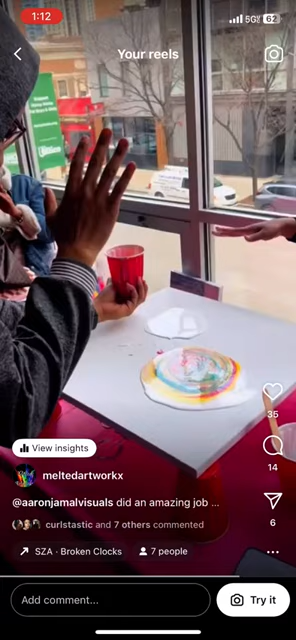 1:12
5G
62
Your reels
35
14
6
View insights
meltedartworkx
@aaronjamalvisuals did an amazing job ...
curlstastic and 7 others commented
SZA · Broken Clocks
7 people
Add comment...
Try it